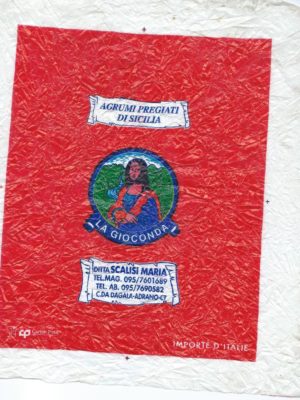 AGRUMI PREGIATI
DI SICILIA
LA GIOCONDA
DITTA SCALISI MARIA
TEL.MAG. 095/7601689
TEL. AB. 095/7690582
C.DA DAGALA-ADRANO-CT
IMPORTÉ D'ITALIE